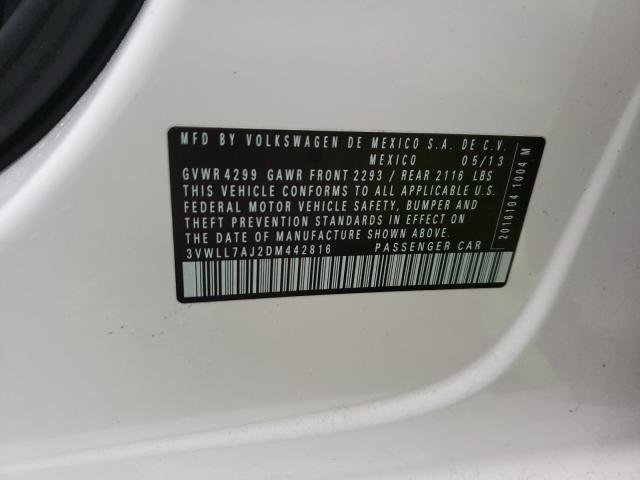 MFD BY VOLKSWAGEN DE MEXICO S.A. DE C.V.
MEXICO 05/13
GVWR 4299 GAWR FRONT 2293 / REAR 2116 LBS
THIS VEHICLE CONFORMS TO ALL APPLICABLE U.S.
FEDERAL MOTOR VEHICLE SAFETY, BUMPER AND
THEFT PREVENTION STANDARDS IN EFFECT ON
THE DATE OF MANUFACTURE SHOWN ABOVE.
3VWLL7AJ2DM442816 PASSENGER CAR
2018104 1004 M